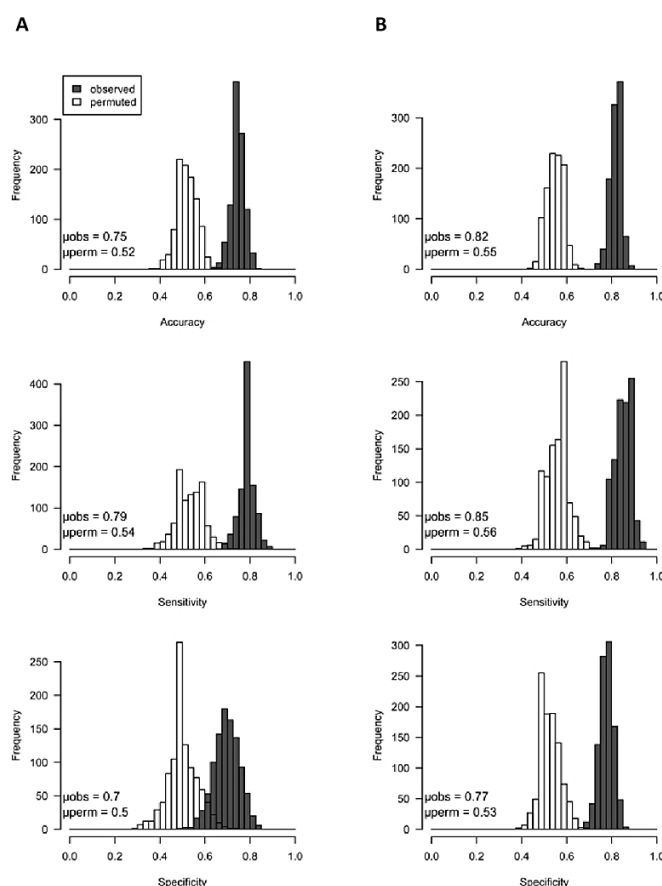 A
B
observed
permuted
Frequency
300
200
100
0
µobs = 0.75
µperm = 0.52
0.0 0.2 0.4 0.6 0.8 1.0
Accuracy
Frequency
300
200
100
0
µobs = 0.82
µperm = 0.55
0.0 0.2 0.4 0.6 0.8 1.0
Accuracy
Frequency
400
300
200
100
0
µobs = 0.79
µperm = 0.54
0.0 0.2 0.4 0.6 0.8 1.0
Sensitivity
Frequency
250
200
150
100
50
0
µobs = 0.85
µperm = 0.56
0.0 0.2 0.4 0.6 0.8 1.0
Sensitivity
Frequency
250
200
150
100
50
0
µobs = 0.7
µperm = 0.5
0.0 0.2 0.4 0.6 0.8 1.0
Specificity
Frequency
300
250
200
150
100
50
0
µobs = 0.77
µperm = 0.53
0.0 0.2 0.4 0.6 0.8 1.0
Specificity